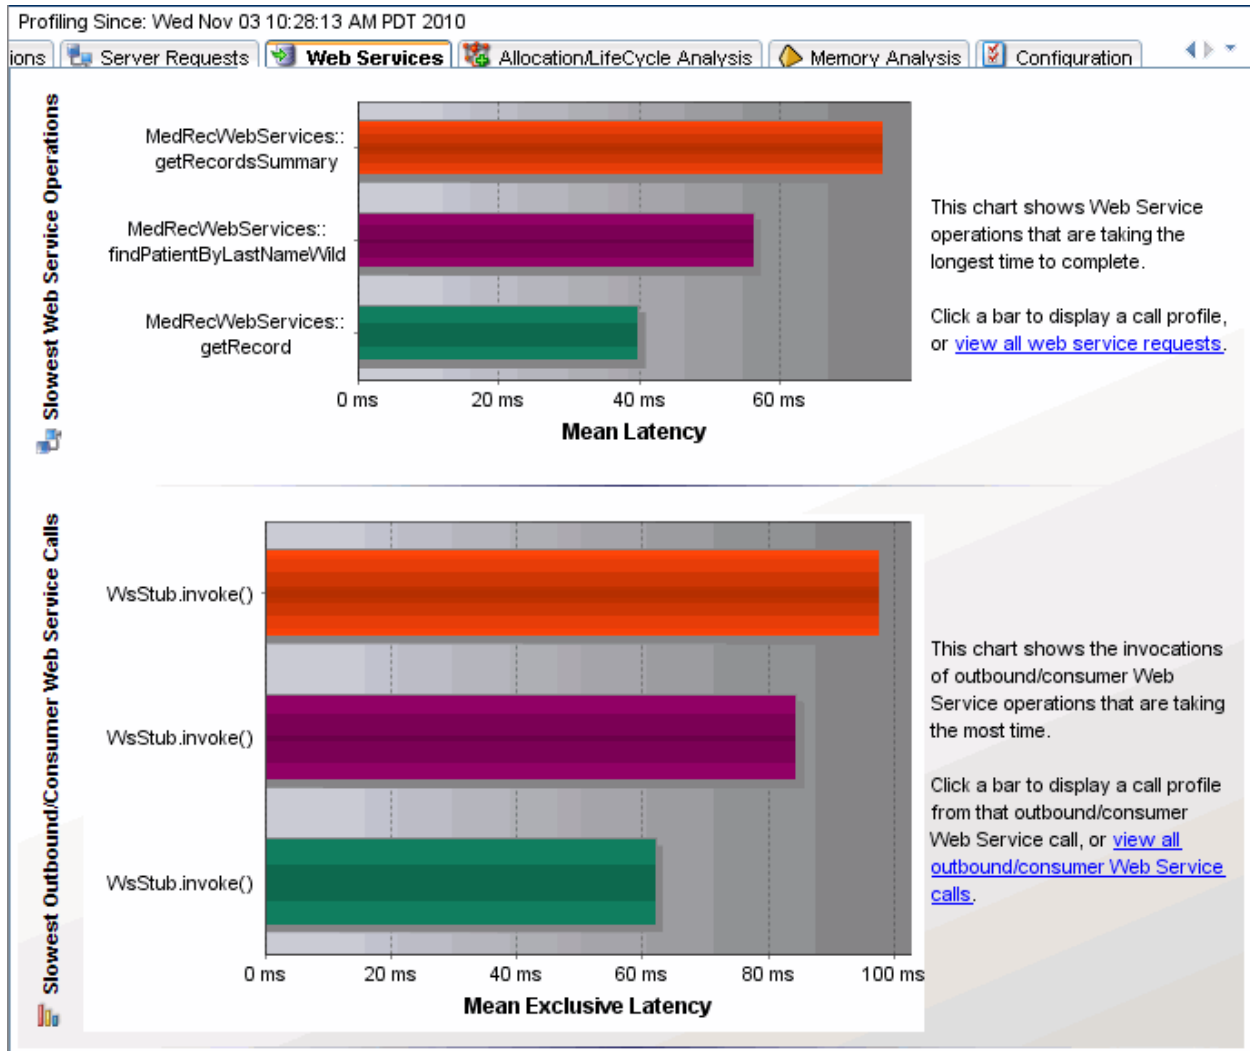 Profiling Since: Wed Nov 03 10:28:13 AM PDT 2010
ions Server Requests Web Services Allocation/LifeCycle Analysis Memory Analysis Configuration
Slowest Web Service Operations
MedRecWebServices::
getRecordsSummary
MedRecWebServices::
findPatientByLastNameWild
MedRecWebServices::
getRecord
0 ms 20 ms 40 ms 60 ms
Mean Latency
This chart shows Web Service
operations that are taking the
longest time to complete.
Click a bar to display a call profile,
or view all web service requests.
Slowest Outbound/Consumer Web Service Calls
WsStub.invoke()
WsStub.invoke()
WsStub.invoke()
0 ms 20 ms 40 ms 60 ms 80 ms 100 ms
Mean Exclusive Latency
This chart shows the invocations
of outbound/consumer Web
Service operations that are taking
the most time.
Click a bar to display a call profile
from that outbound/consumer
Web Service call, or view all
outbound/consumer Web Service
calls.